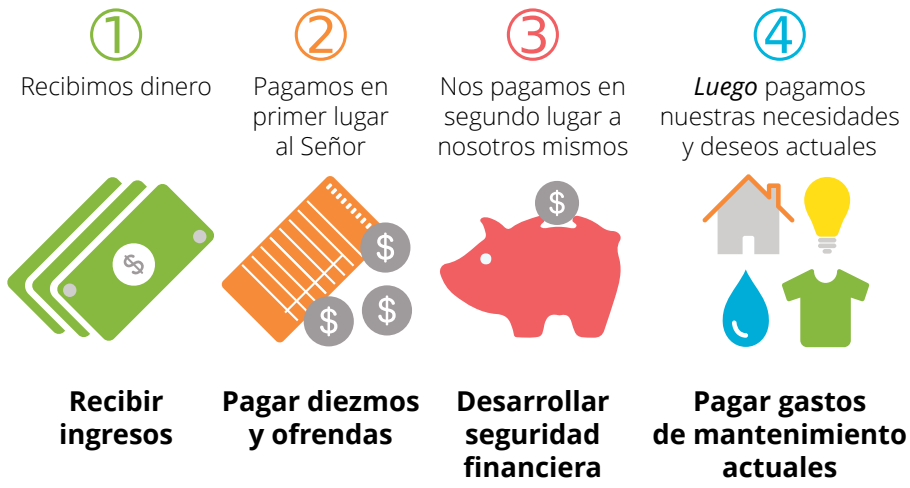 1
Recibimos dinero
2
Pagamos en
primer lugar
al Señor
3
Nos pagamos en
segundo lugar a
nosotros mismos
4
Luego pagamos
nuestras necesidades
y deseos actuales
$
$
$
$
$
Recibir
ingresos
Pagar diezmos
y ofrendas
Desarrollar
seguridad
financiera
Pagar gastos
de mantenimiento
actuales